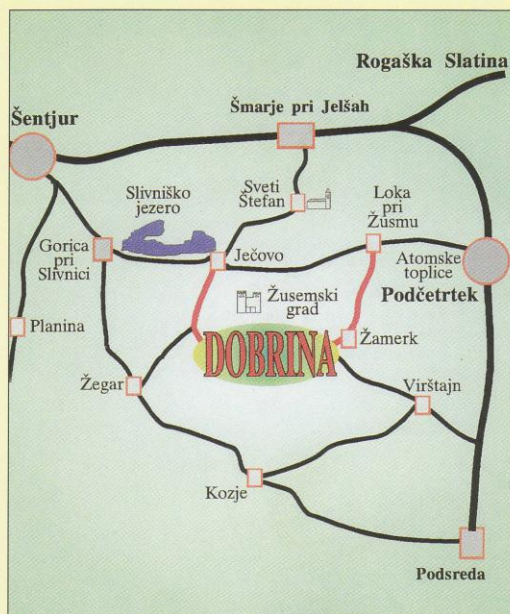 Rogaška Slatina
Šmarje pri Jelšah
Šentjur
Slivniško
jezero
Sveti
Štefan
Loka
pri
Žusmu
Gorica
pri
Slivnici
Ječovo
Atomske
toplice
Podčetrtek
Žusemski
grad
Planina
DOBRINA
Žamerk
Žegar
Virštajn
Kozje
Podsreda